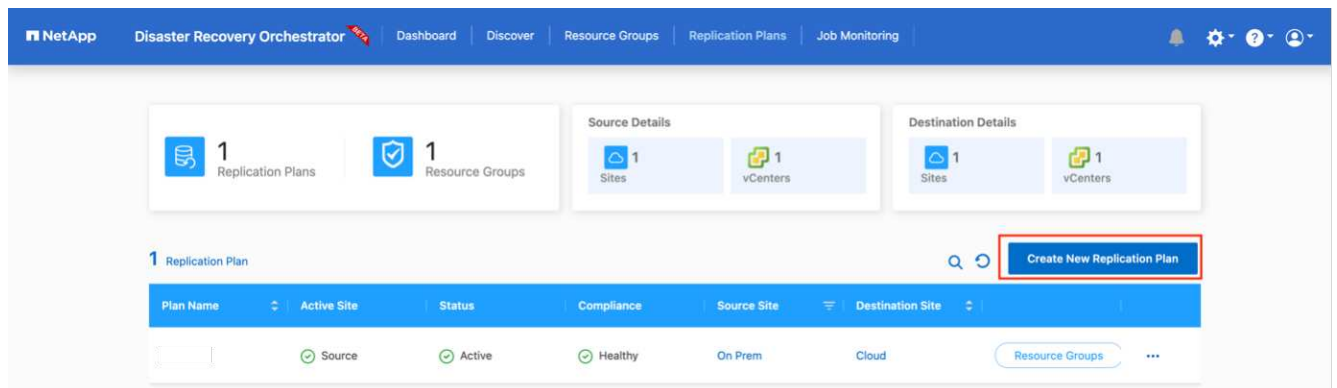 NetApp Disaster Recovery Orchestrator BETA Dashboard Discover Resource Groups Replication Plans Job Monitoring
Source Details Destination Details
1 Replication Plans 1 Resource Groups 1 Sites 1 vCenters 1 Sites 1 vCenters
1 Replication Plan Create New Replication Plan
Plan Name Active Site Status Compliance Source Site Destination Site
Source Active Healthy On Prem Cloud Resource Groups